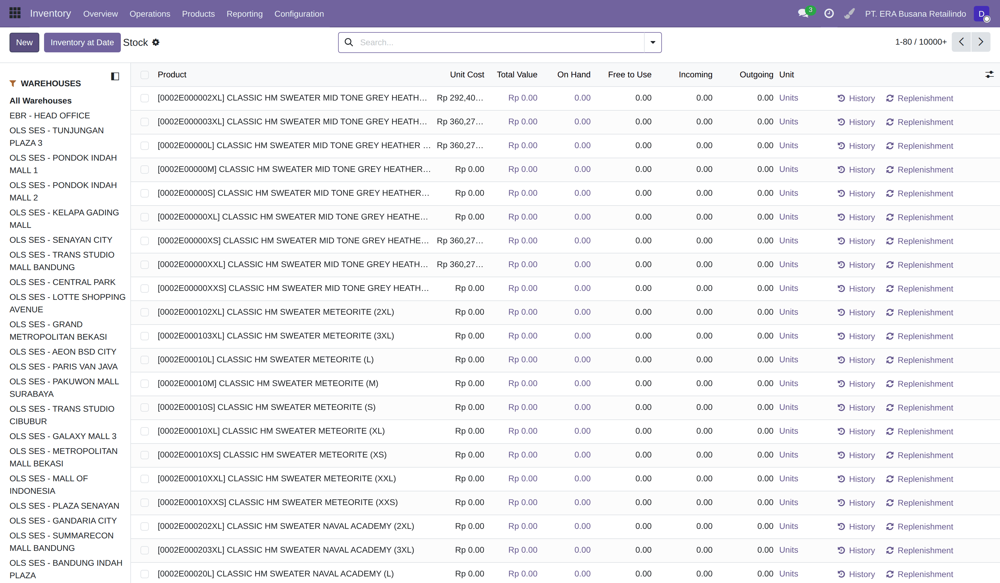 Inventory Overview Operations Products Reporting Configuration 3 PT. ERA Busana Retailindo D
New Inventory at Date Stock Search... 1-80 / 10000+
WAREHOUSES
All Warehouses
EBR - HEAD OFFICE
OLS SES - TUNJUNGAN
PLAZA 3
OLS SES - PONDOK INDAH
MALL 1
OLS SES - PONDOK INDAH
MALL 2
OLS SES - KELAPA GADING
MALL
OLS SES - SENAYAN CITY
OLS SES - TRANS STUDIO
MALL BANDUNG
OLS SES - CENTRAL PARK
OLS SES - LOTTE SHOPPING
AVENUE
OLS SES - GRAND
METROPOLITAN BEKASI
OLS SES - AEON BSD CITY
OLS SES - PARIS VAN JAVA
OLS SES - PAKUWON MALL
SURABAYA
OLS SES - TRANS STUDIO
CIBUBUR
OLS SES - GALAXY MALL 3
OLS SES - METROPOLITAN
MALL BEKASI
OLS SES - MALL OF
INDONESIA
OLS SES - PLAZA SENAYAN
OLS SES - GANDARIA CITY
OLS SES - SUMMARECON
MALL BANDUNG
OLS SES - BANDUNG INDAH
PLAZA
Product Unit Cost Total Value On Hand Free to Use Incoming Outgoing Unit
[0002E000002XL] CLASSIC HM SWEATER MID TONE GREY HEATH… Rp 292,40… Rp 0.00 0.00 0.00 0.00 0.00 Units History Replenishment
[0002E000003XL] CLASSIC HM SWEATER MID TONE GREY HEATH… Rp 360,27… Rp 0.00 0.00 0.00 0.00 0.00 Units History Replenishment
[0002E00000L] CLASSIC HM SWEATER MID TONE GREY HEATHER … Rp 360,27… Rp 0.00 0.00 0.00 0.00 0.00 Units History Replenishment
[0002E00000M] CLASSIC HM SWEATER MID TONE GREY HEATHER… Rp 0.00 Rp 0.00 0.00 0.00 0.00 0.00 Units History Replenishment
[0002E00000S] CLASSIC HM SWEATER MID TONE GREY HEATHER… Rp 0.00 Rp 0.00 0.00 0.00 0.00 0.00 Units History Replenishment
[0002E00000XL] CLASSIC HM SWEATER MID TONE GREY HEATHE… Rp 0.00 Rp 0.00 0.00 0.00 0.00 0.00 Units History Replenishment
[0002E00000XS] CLASSIC HM SWEATER MID TONE GREY HEATHE… Rp 360,27… Rp 0.00 0.00 0.00 0.00 0.00 Units History Replenishment
[0002E00000XXL] CLASSIC HM SWEATER MID TONE GREY HEATH… Rp 360,27… Rp 0.00 0.00 0.00 0.00 0.00 Units History Replenishment
[0002E00000XXS] CLASSIC HM SWEATER MID TONE GREY HEATH… Rp 0.00 Rp 0.00 0.00 0.00 0.00 0.00 Units History Replenishment
[0002E000102XL] CLASSIC HM SWEATER METEORITE (2XL) Rp 0.00 Rp 0.00 0.00 0.00 0.00 0.00 Units History Replenishment
[0002E000103XL] CLASSIC HM SWEATER METEORITE (3XL) Rp 0.00 Rp 0.00 0.00 0.00 0.00 0.00 Units History Replenishment
[0002E00010L] CLASSIC HM SWEATER METEORITE (L) Rp 0.00 Rp 0.00 0.00 0.00 0.00 0.00 Units History Replenishment
[0002E00010M] CLASSIC HM SWEATER METEORITE (M) Rp 0.00 Rp 0.00 0.00 0.00 0.00 0.00 Units History Replenishment
[0002E00010S] CLASSIC HM SWEATER METEORITE (S) Rp 0.00 Rp 0.00 0.00 0.00 0.00 0.00 Units History Replenishment
[0002E00010XL] CLASSIC HM SWEATER METEORITE (XL) Rp 0.00 Rp 0.00 0.00 0.00 0.00 0.00 Units History Replenishment
[0002E00010XS] CLASSIC HM SWEATER METEORITE (XS) Rp 0.00 Rp 0.00 0.00 0.00 0.00 0.00 Units History Replenishment
[0002E00010XXL] CLASSIC HM SWEATER METEORITE (XXL) Rp 0.00 Rp 0.00 0.00 0.00 0.00 0.00 Units History Replenishment
[0002E00010XXS] CLASSIC HM SWEATER METEORITE (XXS) Rp 0.00 Rp 0.00 0.00 0.00 0.00 0.00 Units History Replenishment
[0002E000202XL] CLASSIC HM SWEATER NAVAL ACADEMY (2XL) Rp 0.00 Rp 0.00 0.00 0.00 0.00 0.00 Units History Replenishment
[0002E000203XL] CLASSIC HM SWEATER NAVAL ACADEMY (3XL) Rp 0.00 Rp 0.00 0.00 0.00 0.00 0.00 Units History Replenishment
[0002E00020L] CLASSIC HM SWEATER NAVAL ACADEMY (L) Rp 0.00 Rp 0.00 0.00 0.00 0.00 0.00 Units History Replenishment